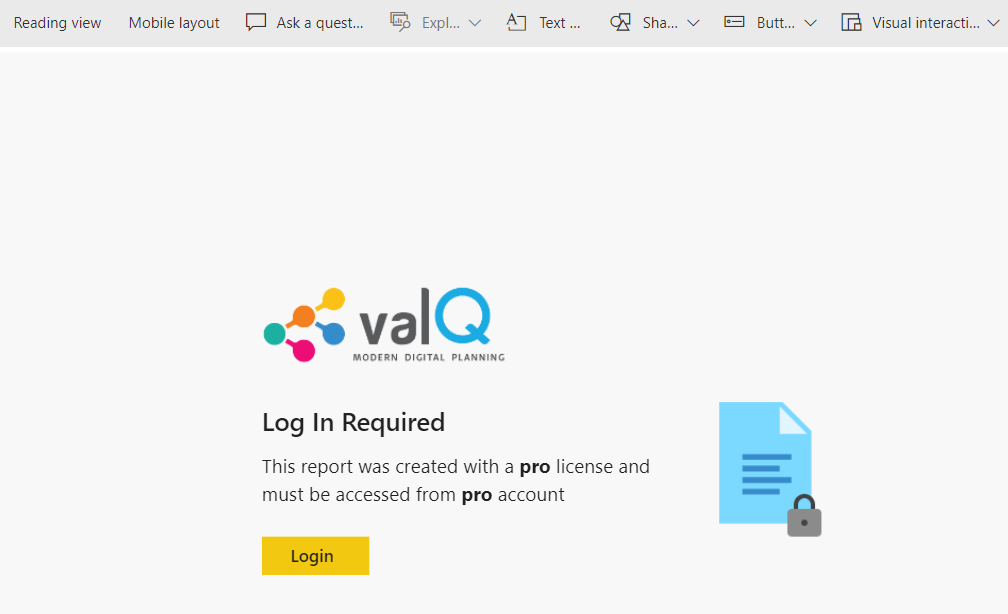 Reading view Mobile layout Ask a quest... Expl... Text ... Sha... Butt... Visual interacti...
valQ
MODERN DIGITAL PLANNING
Log In Required
This report was created with a pro license and
must be accessed from pro account
Login